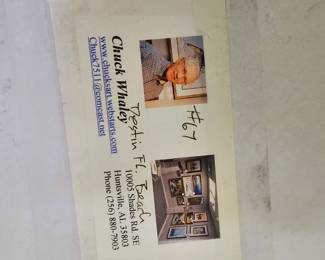 Chuck Whaley
www.chucksart.webstarts.com
Chuck7511@comcast.net
#67
Destin FL. Beach
10005 Shades Rd. SE
Huntsville, AL 35803
Phone (256) 880-7903